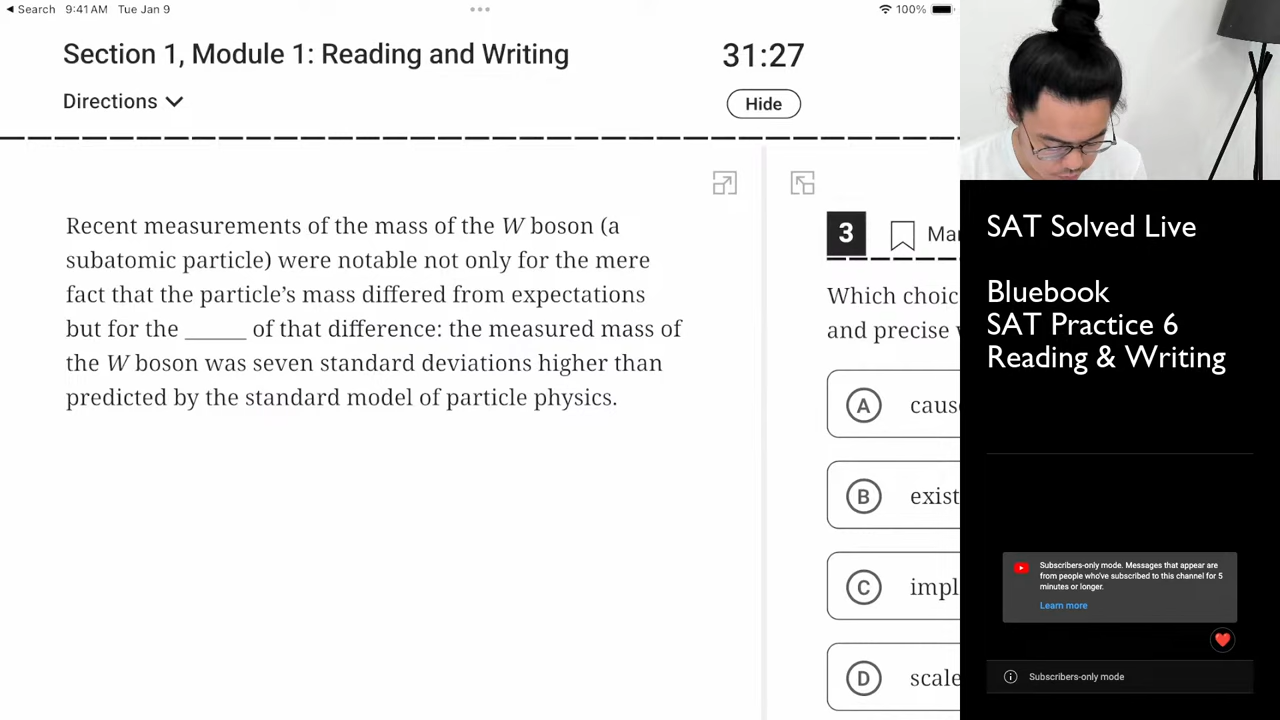 Search 9:41 AM Tue Jan 9
100%
Section 1, Module 1: Reading and Writing
31:27
Directions
Hide
Recent measurements of the mass of the W boson (a
subatomic particle) were notable not only for the mere
fact that the particle’s mass differed from expectations
but for the ______ of that difference: the measured mass of
the W boson was seven standard deviations higher than
predicted by the standard model of particle physics.
3
Mar
Which choic
and precise w
A caus
B exist
C impl
D scale
SAT Solved Live
Bluebook
SAT Practice 6
Reading & Writing
Subscribers-only mode. Messages that appear are
from people who've subscribed to this channel for 5
minutes or longer.
Learn more
Subscribers-only mode